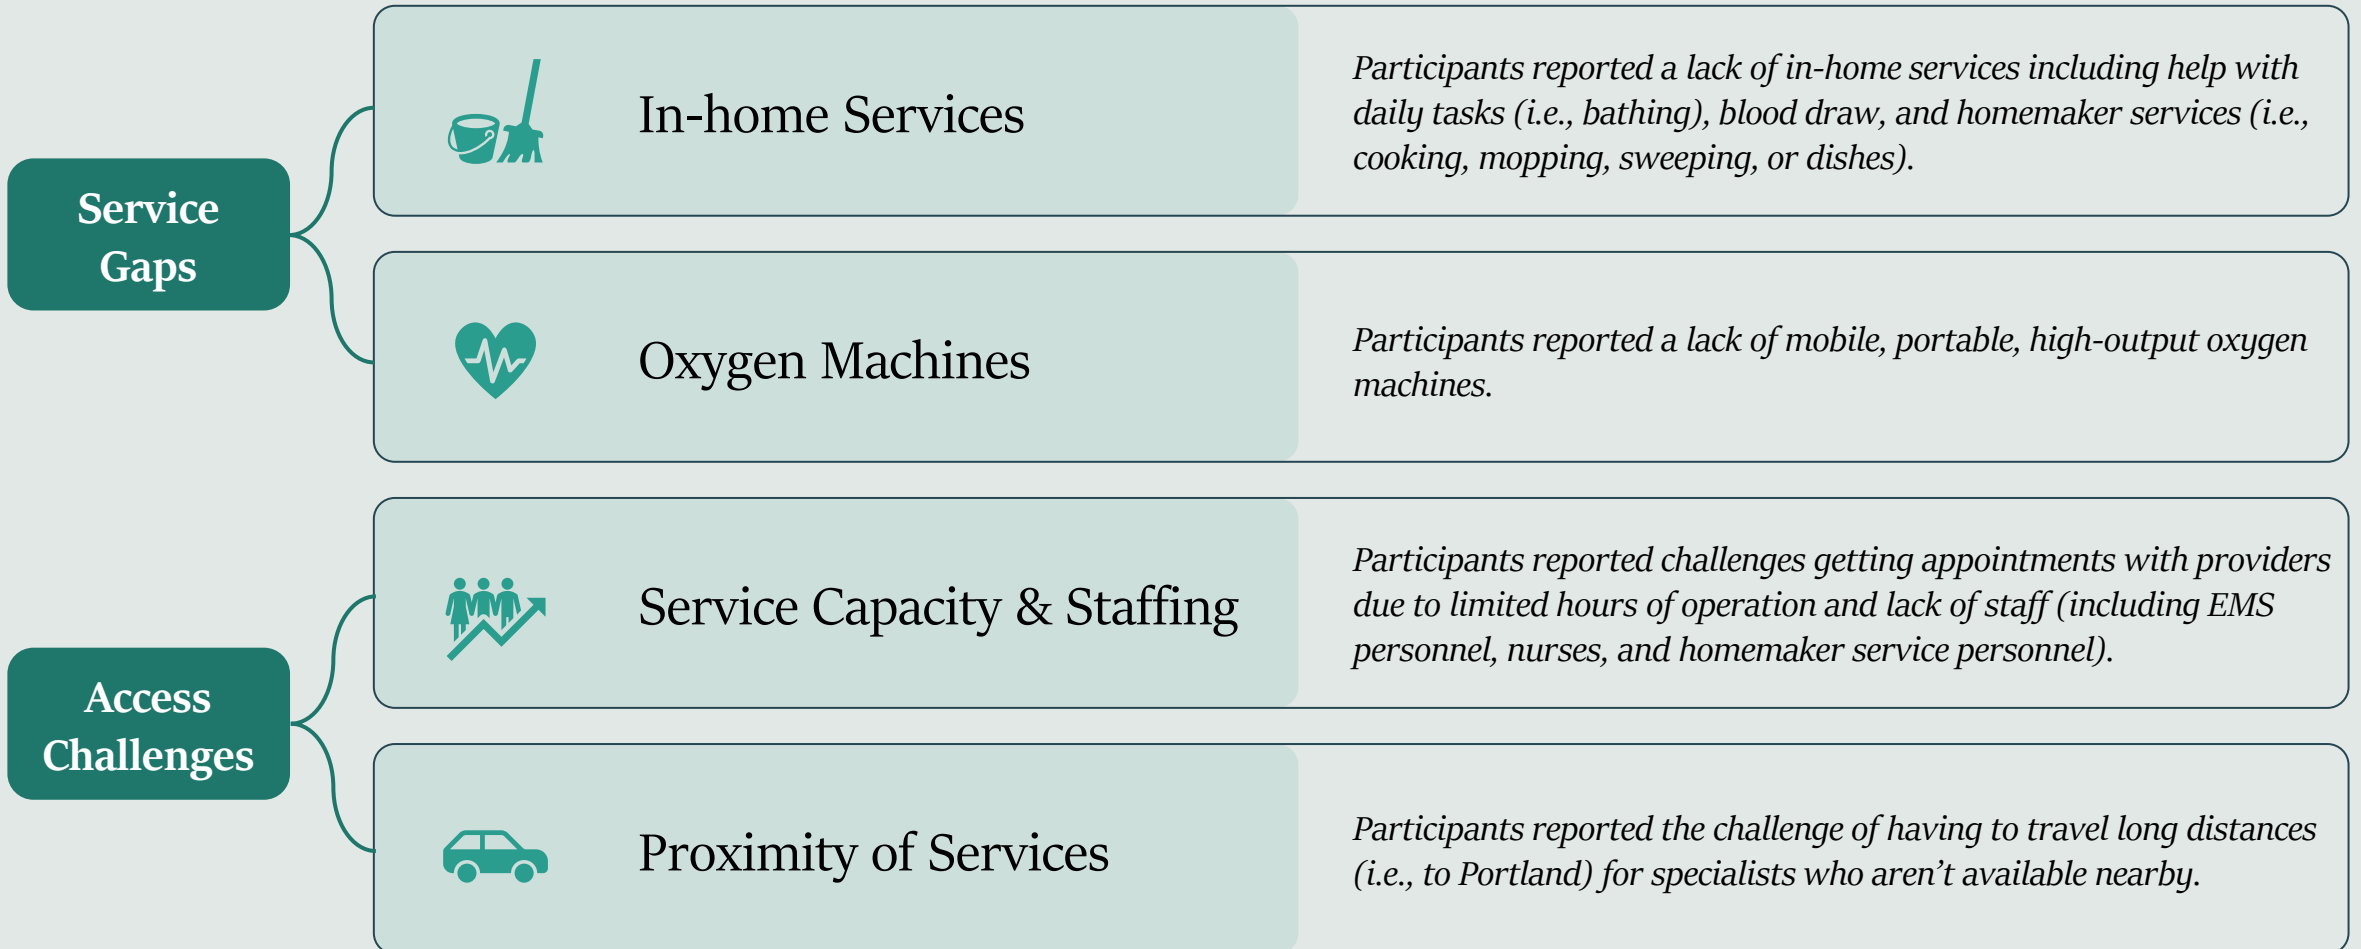 Service
Gaps
In-home Services
Participants reported a lack of in-home services including help with
daily tasks (i.e., bathing), blood draw, and homemaker services (i.e.,
cooking, mopping, sweeping, or dishes).
Oxygen Machines
Participants reported a lack of mobile, portable, high-output oxygen
machines.
Access
Challenges
Service Capacity & Staffing
Participants reported challenges getting appointments with providers
due to limited hours of operation and lack of staff (including EMS
personnel, nurses, and homemaker service personnel).
Proximity of Services
Participants reported the challenge of having to travel long distances
(i.e., to Portland) for specialists who aren’t available nearby.